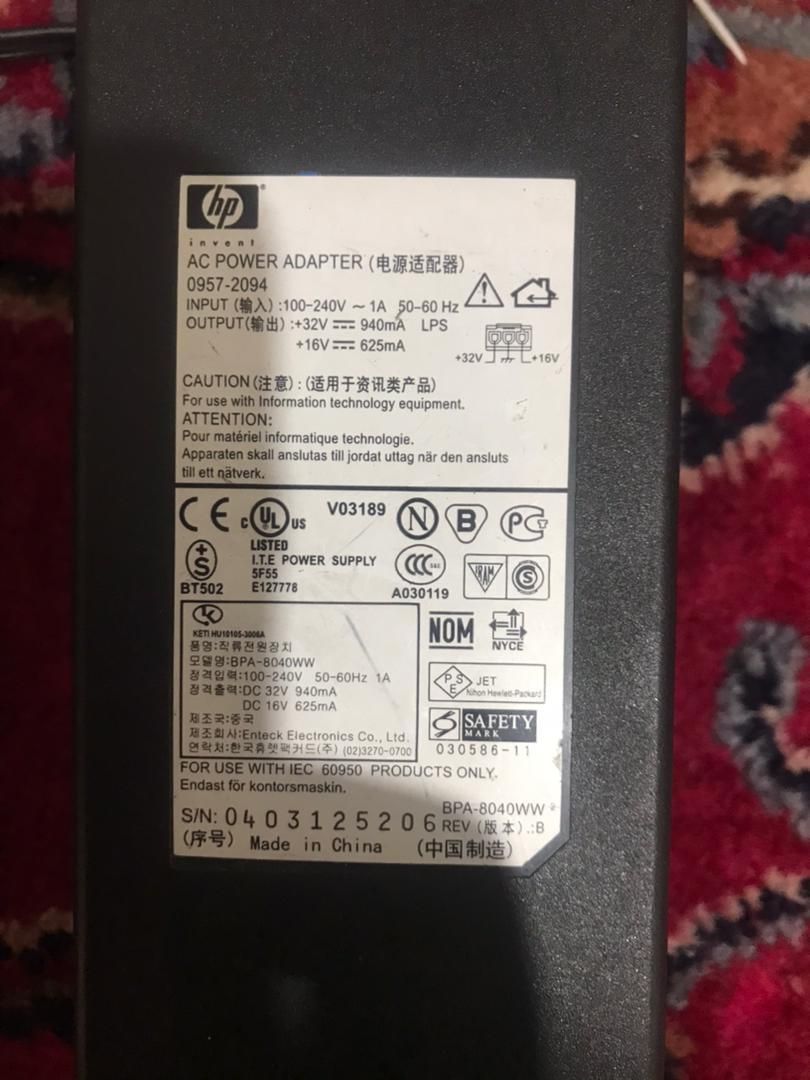 hp
invent
AC POWER ADAPTER (电源适配器)
0957-2094
INPUT (输入) :100-240V ~ 1A 50-60 Hz
OUTPUT(输出) :+32V ⎓ 940mA LPS
+16V ⎓ 625mA
+32V +16V
CAUTION (注意) : (适用于资讯类产品)
For use with Information technology equipment.
ATTENTION:
Pour matériel informatique technologie.
Apparaten skall anslutas till jordat uttag när den ansluts
till ett nätverk.
CE c UL US V03189 N B PCT
LISTED
I.T.E POWER SUPPLY
5F55
E127778
+S
BT502
CCC S&E
A030119
IRAM S
KETI HU10105-3006A
품명:직류전원장치
모델명:BPA-8040WW
정격입력:100-240V 50-60Hz 1A
정격출력:DC 32V 940mA
DC 16V 625mA
제조국:중국
제조회사:Enteck Electronics Co., Ltd.
연락처:한국휴렛팩커드(주) (02)3270-0700
NOM
NYCE
PSE JET
Nihon Hewlett-Packard
SAFETY
MARK
030586-11
FOR USE WITH IEC 60950 PRODUCTS ONLY.
Endast för kontorsmaskin.
BPA-8040WW
S/N: 0403125206 REV (版本).:B
(序号) Made in China (中国制造)